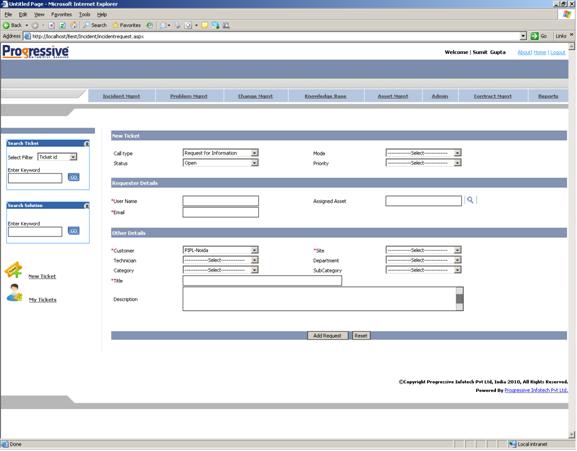 Untitled Page - Microsoft Internet Explorer
File Edit View Favorites Tools Help
Back Search Favorites
Address http://localhost/Best/Incident/incidentrequest.aspx Go Links
Progressive Welcome : Sumit Gupta About| Home | Logout
Incident Mgmt Problem Mgmt Change Mgmt Knowledge Base Asset Mgmt Admin Contract Mgmt Reports
Search Ticket
Select Filter Ticket id
Enter Keyword
GO
Search Solution
Enter Keyword
GO
New Ticket
My Tickets
New Ticket
Call type Request for Information Mode -------------Select-------------
Status Open Priority -------------Select-------------
Requester Details
*User Name Assigned Asset
*Email
Other Details
*Customer PIPL-Noida *Site -------------Select-------------
Technician -------------Select------------- Department -------------Select-------------
Category -------------Select------------- SubCategory -------------Select-------------
*Title
Description
Add Request Reset
©Copyright Progressive Infotech Pvt Ltd, India 2010, All Rights Reserved.
Powered By Progressive Infotech Pvt Ltd.
Done Local intranet